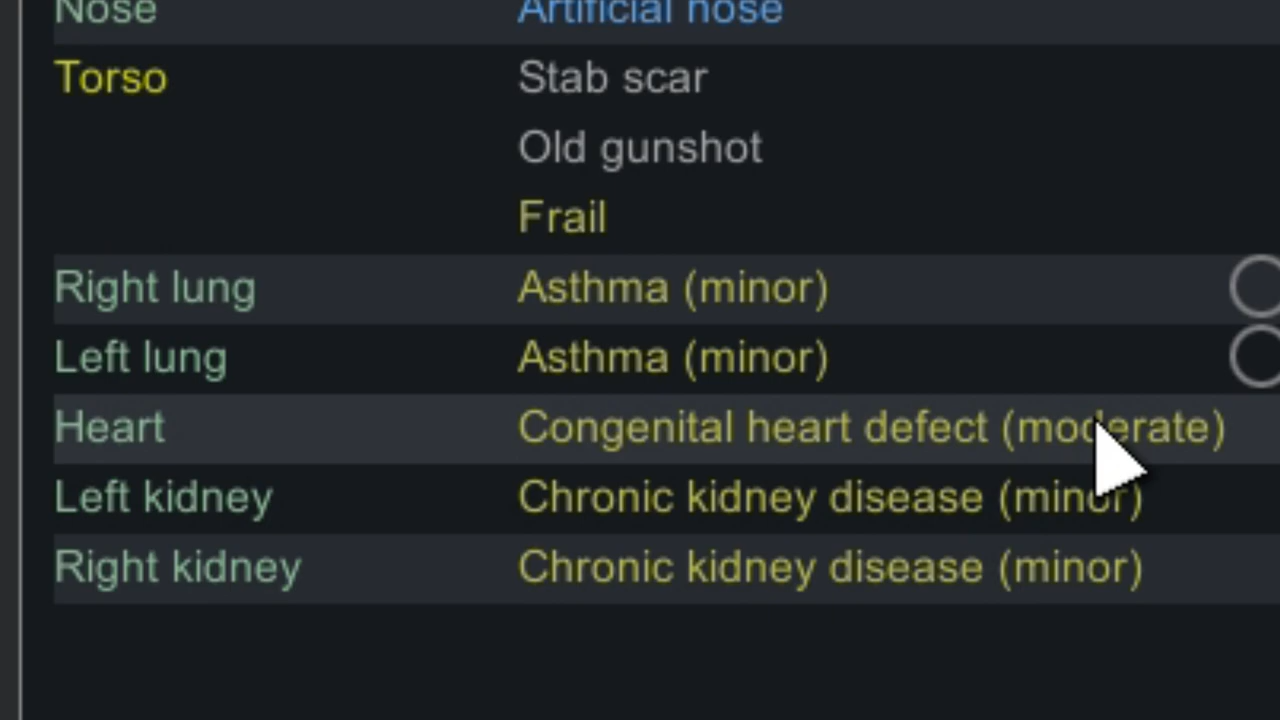 Nose Artificial nose
Torso Stab scar
Old gunshot
Frail
Right lung Asthma (minor)
Left lung Asthma (minor)
Heart Congenital heart defect (moderate)
Left kidney Chronic kidney disease (minor)
Right kidney Chronic kidney disease (minor)